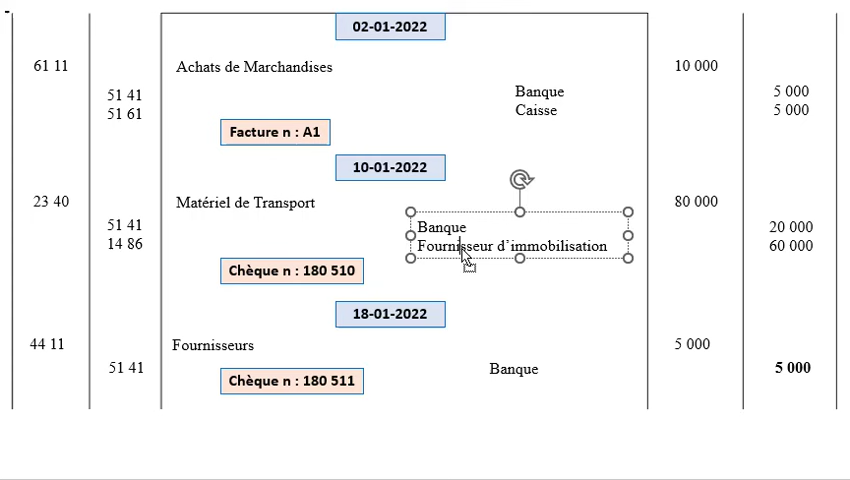 02-01-2022
61 11 Achats de Marchandises 10 000
51 41 Banque 5 000
51 61 Caisse 5 000
Facture n : A1
10-01-2022
23 40 Matériel de Transport 80 000
51 41 Banque 20 000
14 86 Fournisseur d’immobilisation 60 000
Chèque n : 180 510
18-01-2022
44 11 Fournisseurs 5 000
51 41 Banque 5 000
Chèque n : 180 511